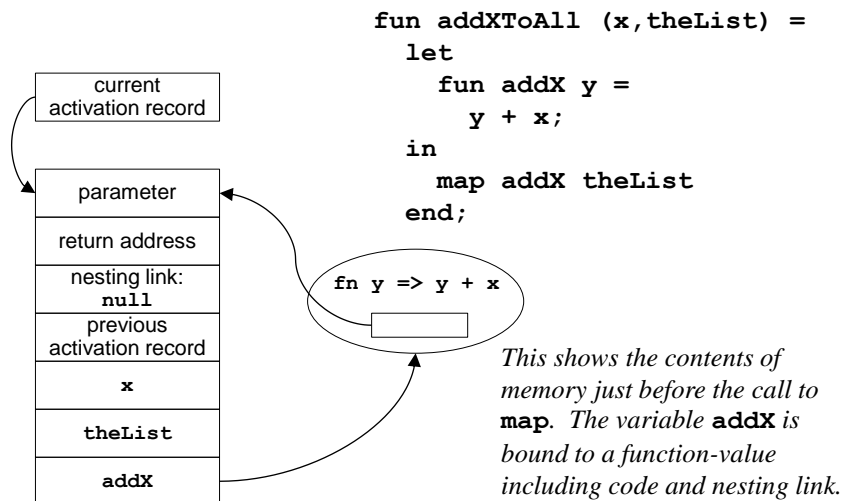 fun addXToAll (x,theList) =
let
fun addX y =
y + x;
in
map addX theList
end;
current
activation record
parameter
return address
nesting link:
null
previous
activation record
x
theList
addX
fn y => y + x
This shows the contents of
memory just before the call to
map. The variable addX is
bound to a function-value
including code and nesting link.